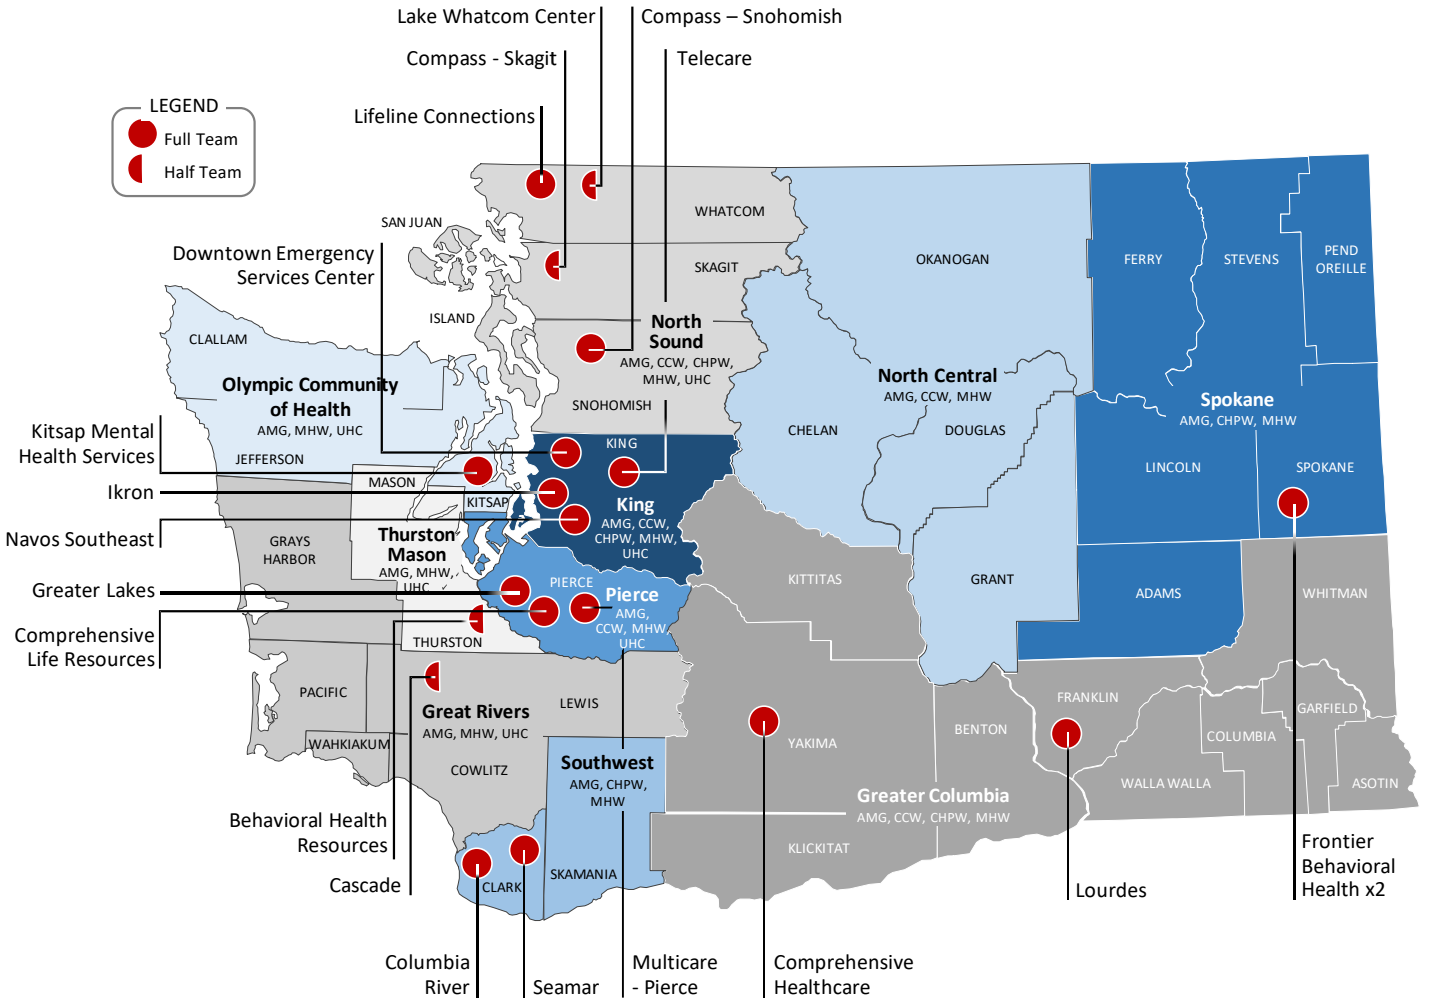 Lake Whatcom Center
Compass – Snohomish
Compass - Skagit
Telecare
LEGEND
Full Team
Half Team
Lifeline Connections
WHATCOM
SAN JUAN
Downtown Emergency
Services Center
SKAGIT
OKANOGAN
FERRY
STEVENS
PEND
OREILLE
ISLAND
North
Sound
AMG, CCW, CHPW,
MHW, UHC
SNOHOMISH
CLALLAM
Olympic Community
of Health
AMG, MHW, UHC
JEFFERSON
North Central
AMG, CCW, MHW
CHELAN
DOUGLAS
Spokane
AMG, CHPW, MHW
LINCOLN
SPOKANE
Kitsap Mental
Health Services
Ikron
Navos Southeast
MASON
KITSAP
KING
King
AMG, CCW,
CHPW, MHW,
UHC
GRAYS
HARBOR
Thurston
Mason
AMG, MHW,
UHC
Greater Lakes
Comprehensive
Life Resources
PIERCE
Pierce
AMG,
CCW, MHW,
UHC
KITTITAS
GRANT
ADAMS
WHITMAN
THURSTON
PACIFIC
LEWIS
Great Rivers
AMG, MHW, UHC
WAHKIAKUM
COWLITZ
Southwest
AMG, CHPW,
MHW
YAKIMA
BENTON
FRANKLIN
GARFIELD
COLUMBIA
WALLA WALLA
ASOTIN
Greater Columbia
AMG, CCW, CHPW, MHW
KLICKITAT
Behavioral Health
Resources
Cascade
CLARK
SKAMANIA
Lourdes
Frontier
Behavioral
Health x2
Columbia
River
Seamar
Multicare
- Pierce
Comprehensive
Healthcare